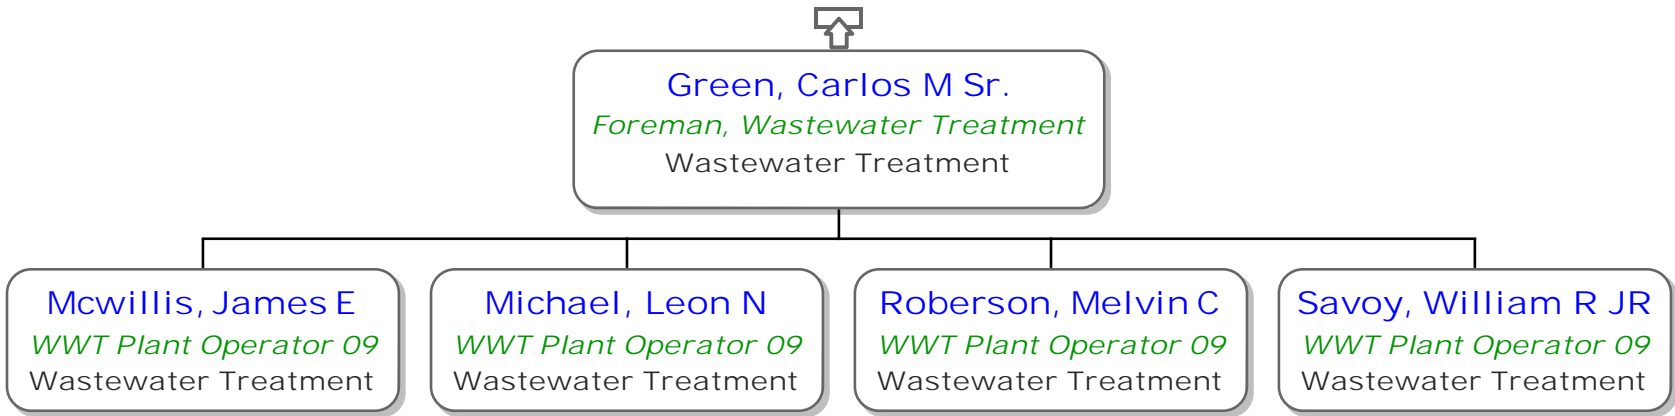 Green, Carlos M Sr.
Foreman, Wastewater Treatment
Wastewater Treatment
Mcwillis, James E
WWT Plant Operator 09
Wastewater Treatment
Michael, Leon N
WWT Plant Operator 09
Wastewater Treatment
Roberson, Melvin C
WWT Plant Operator 09
Wastewater Treatment
Savoy, William R JR
WWT Plant Operator 09
Wastewater Treatment